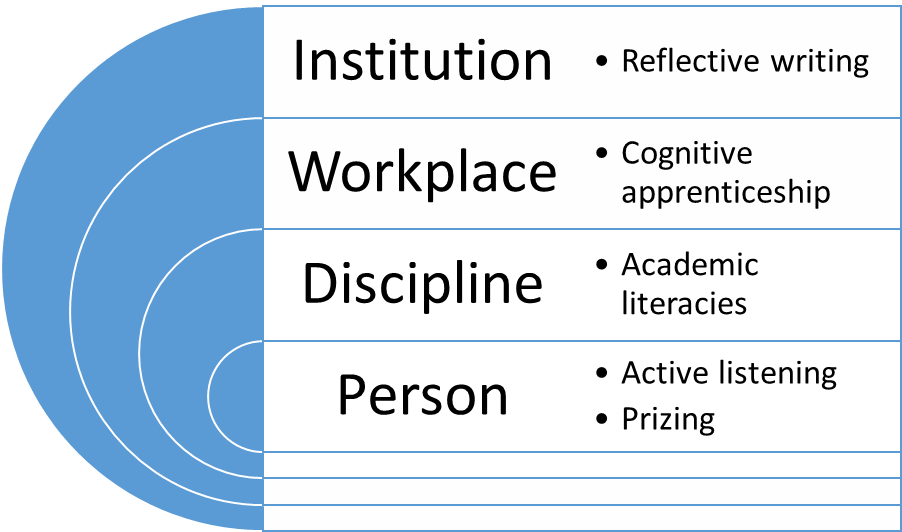 Institution
• Reflective writing
Workplace
• Cognitive
apprenticeship
Discipline
• Academic
literacies
Person
• Active listening
• Prizing